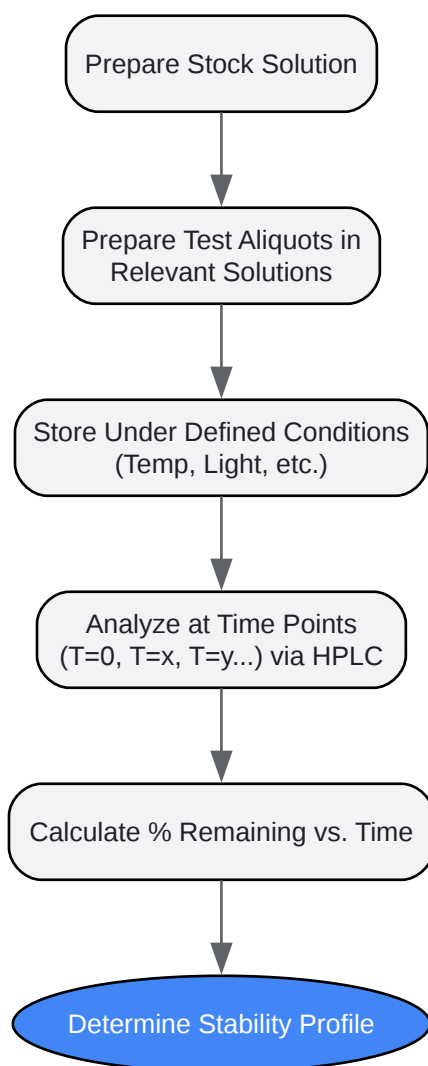 Prepare Stock Solution
Prepare Test Aliquots in
Relevant Solutions
Store Under Defined Conditions
(Temp, Light, etc.)
Analyze at Time Points
(T=0, T=x, T=y...) via HPLC
Calculate % Remaining vs. Time
Determine Stability Profile